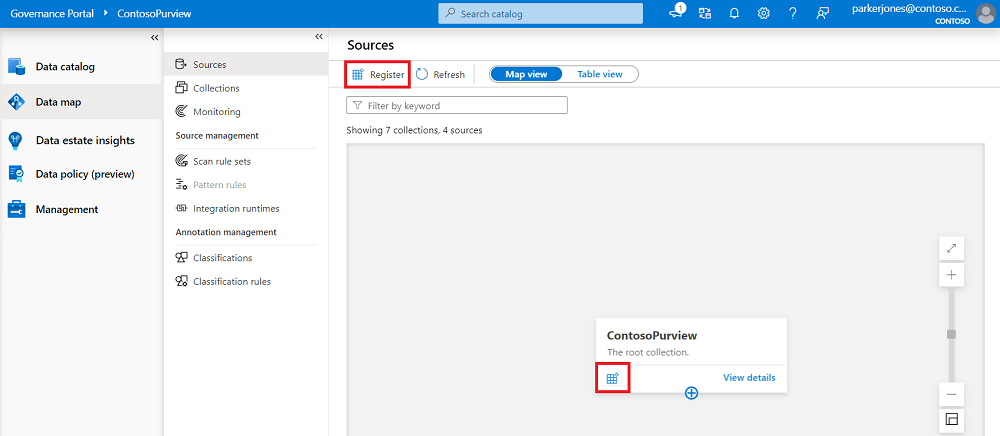 Governance Portal ContosoPurview
Search catalog
1
parkerjones@contoso.c...
CONTOSO
Data catalog
Data map
Data estate insights
Data policy (preview)
Management
Sources
Collections
Monitoring
Source management
Scan rule sets
Pattern rules
Integration runtimes
Annotation management
Classifications
Classification rules
Sources
Register Refresh Map view Table view
Filter by keyword
Showing 7 collections, 4 sources
ContosoPurview
The root collection.
View details